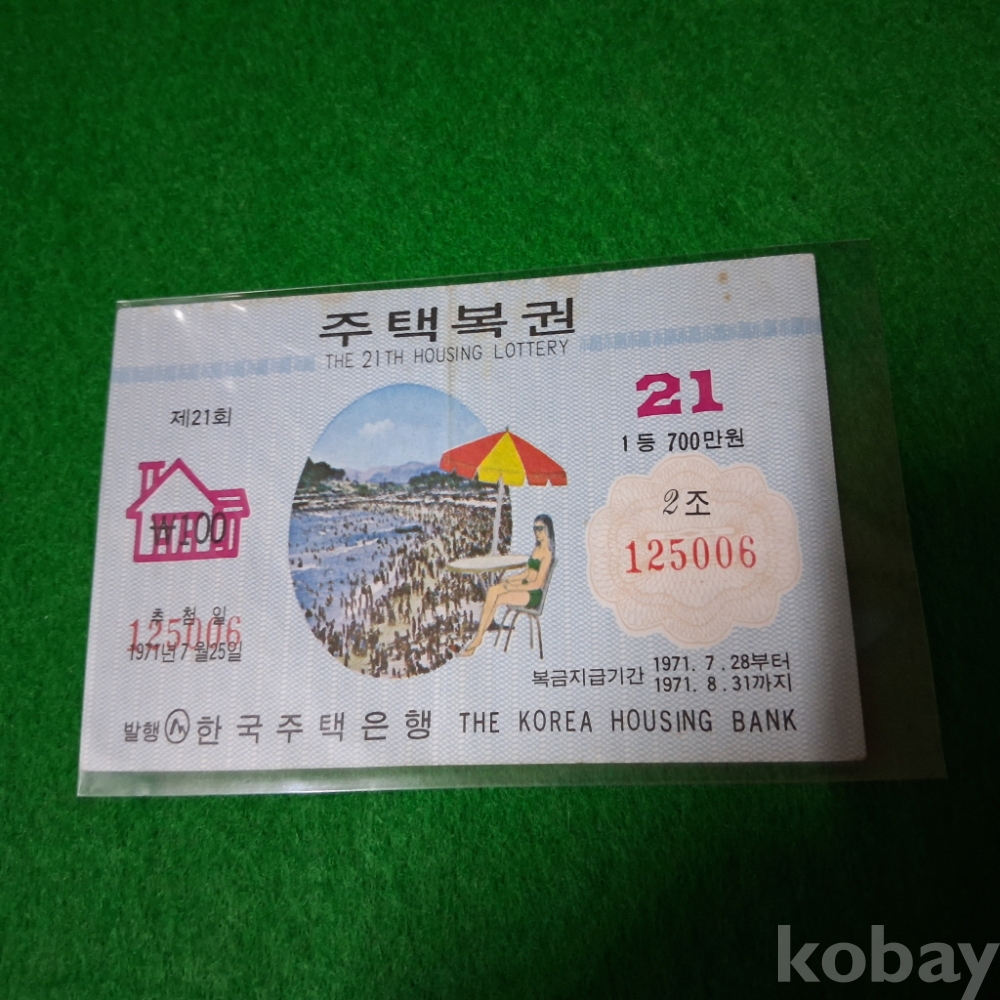 주택복권
THE 21TH HOUSING LOTTERY
제21회
21
1등 700만원
₩100
2조
125006
추첨일
125006
1971년 7월25일
복금지급기간 1971. 7. 28부터
1971. 8. 31까지
발행 한국주택은행 THE KOREA HOUSING BANK
kobay